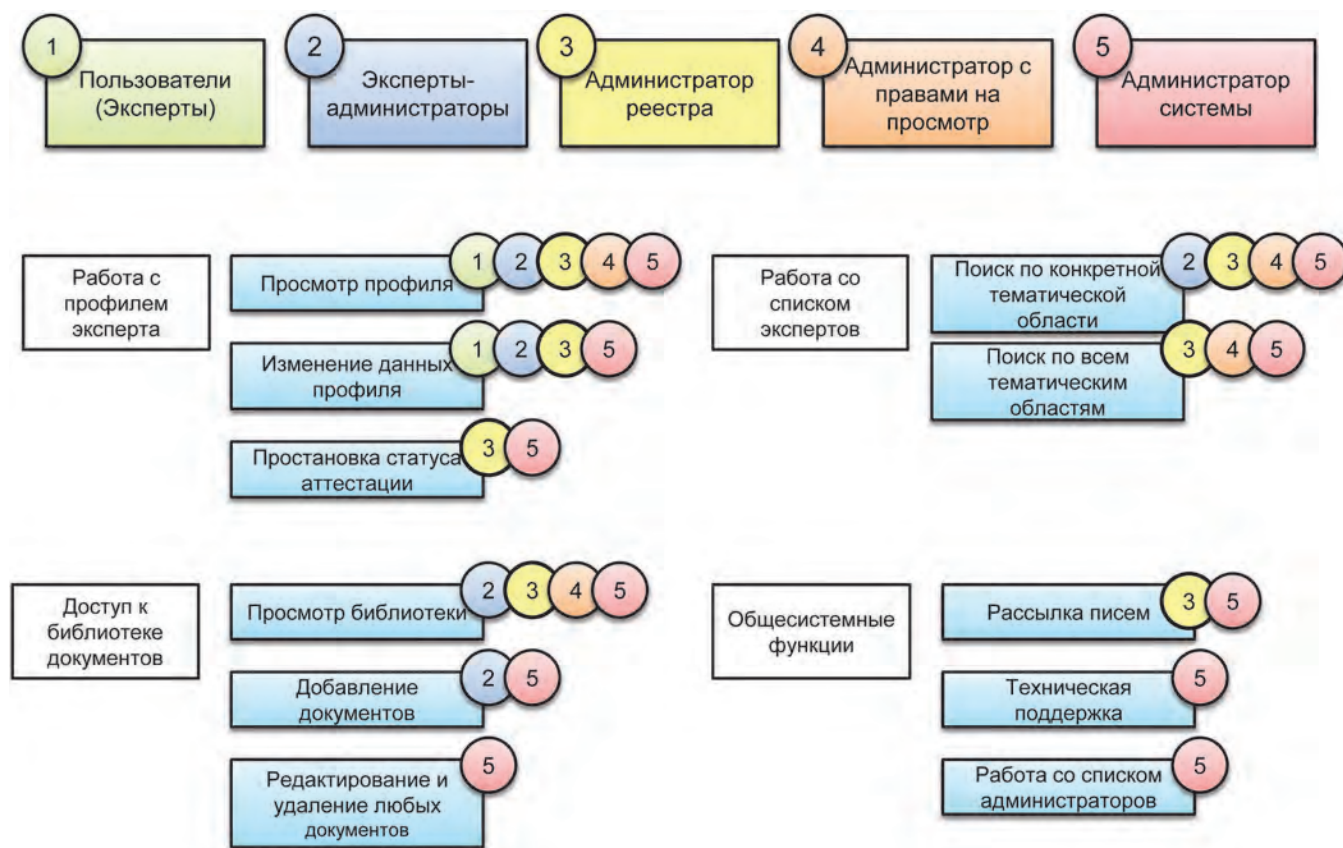 1
Пользователи
(Эксперты)
2
Эксперты-
администраторы
3
Администратор
реестра
4
Администратор с
правами на
просмотр
5
Администратор
системы
Работа с
профилем
эксперта
Просмотр профиля
1 2 3 4 5
Изменение данных
профиля
1 2 3 5
Простановка статуса
аттестации
3 5
Работа со
списком
экспертов
Поиск по конкретной
тематической
области
2 3 4 5
Поиск по всем
тематическим
областям
3 4 5
Доступ к
библиотеке
документов
Просмотр библиотеки
2 3 4 5
Добавление
документов
2 5
Редактирование и
удаление любых
документов
5
Общесистемные
функции
Рассылка писем
3 5
Техническая
поддержка
5
Работа со списком
администраторов
5